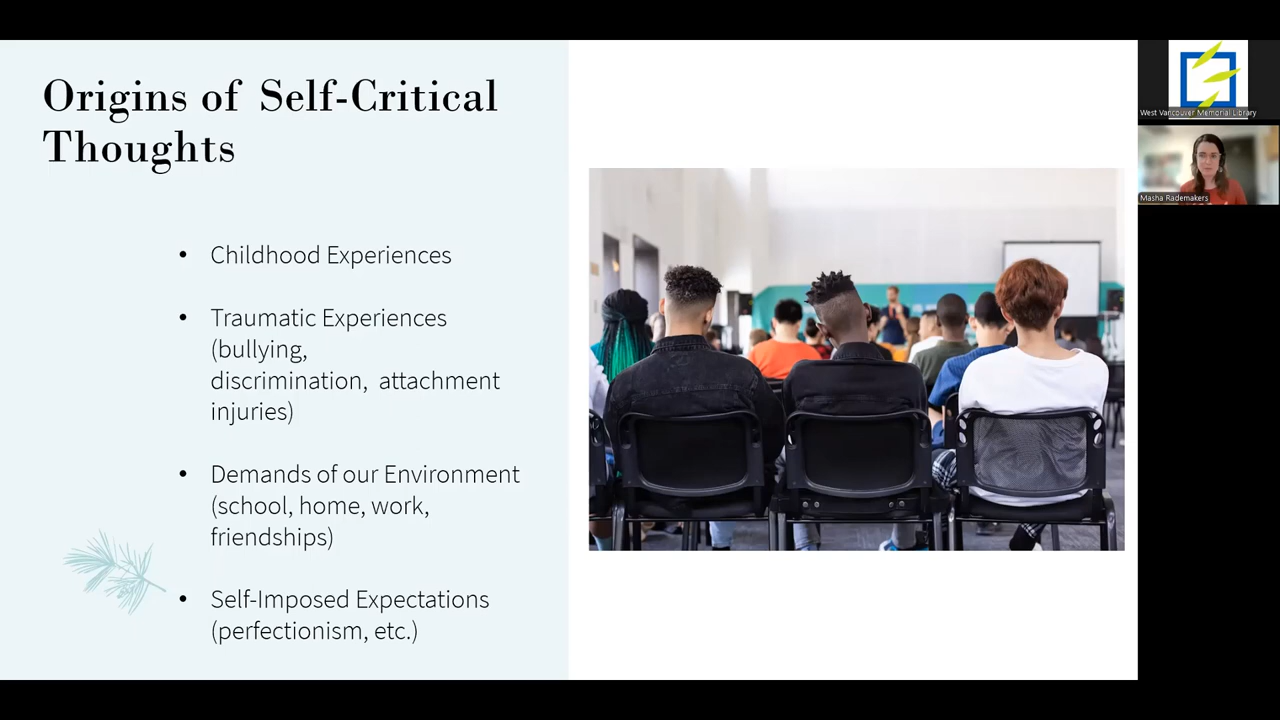 Origins of Self-Critical
Thoughts
• Childhood Experiences
• Traumatic Experiences
(bullying,
discrimination, attachment
injuries)
• Demands of our Environment
(school, home, work,
friendships)
• Self-Imposed Expectations
(perfectionism, etc.)
West Vancouver Memorial Library
Masha Rademakers